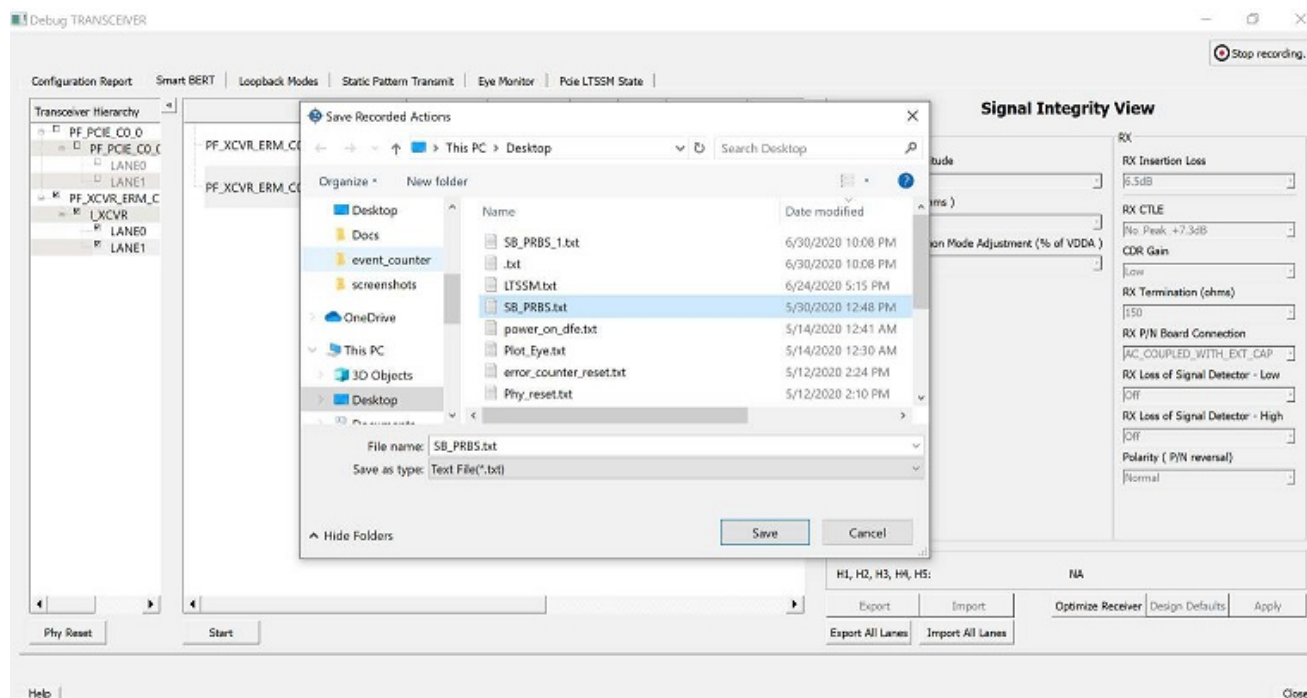 Debug TRANSCEIVER
Stop recording.
Configuration Report Smart BERT Loopback Modes Static Pattern Transmit Eye Monitor Pcie LTSSM State
Transceiver Hierarchy
PF_PCIE_C0_0
PF_PCIE_C0_0
LANE0
LANE1
PF_XCVR_ERM_C
I_XCVR
LANE0
LANE1
PF_XCVR_ERM_C0
PF_XCVR_ERM_C0
Save Recorded Actions
This PC > Desktop
Search Desktop
Organize New folder
Desktop
Docs
event_counter
screenshots
OneDrive
This PC
3D Objects
Desktop
Documents
Name Date modified
SB_PRBS_1.txt 6/30/2020 10:08 PM
.txt 6/30/2020 10:08 PM
LTSSM.txt 6/24/2020 5:15 PM
SB_PRBS.txt 5/30/2020 12:48 PM
power_on_dfe.txt 5/14/2020 12:41 AM
Plot_Eye.txt 5/14/2020 12:30 AM
error_counter_reset.txt 5/12/2020 2:24 PM
Phy_reset.txt 5/12/2020 2:10 PM
File name: SB_PRBS.txt
Save as type: Text File(*.txt)
Hide Folders
Save Cancel
Signal Integrity View
itude
hms )
on Mode Adjustment (% of VDDA )
RX
RX Insertion Loss
6.5dB
RX CTLE
No_Peak_+7.3dB
CDR Gain
Low
RX Termination (ohms)
150
RX P/N Board Connection
AC_COUPLED_WITH_EXT_CAP
RX Loss of Signal Detector - Low
Off
RX Loss of Signal Detector - High
Off
Polarity ( P/N reversal)
Normal
H1, H2, H3, H4, H5: NA
Export Import Optimize Receiver Design Defaults Apply
Export All Lanes Import All Lanes
Phy Reset Start
Help Close